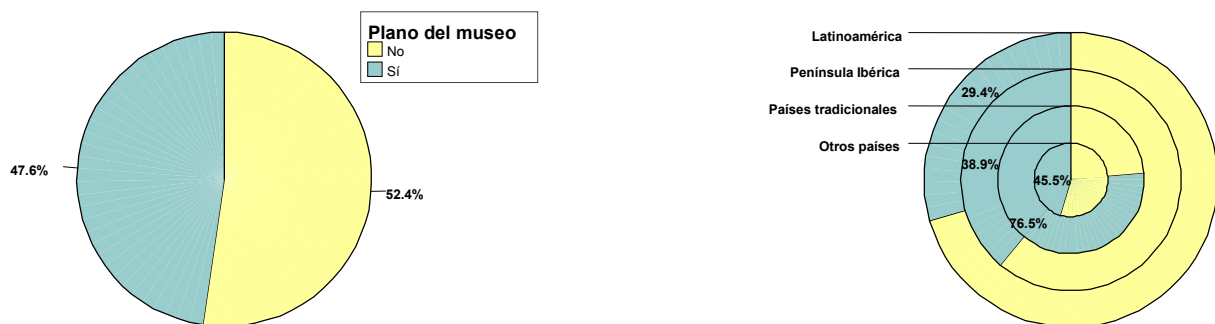 Plano del museo
No
Sí
47.6%
52.4%
Latinoamérica
Península Ibérica
Países tradicionales
Otros países
29.4%
38.9%
45.5%
76.5%